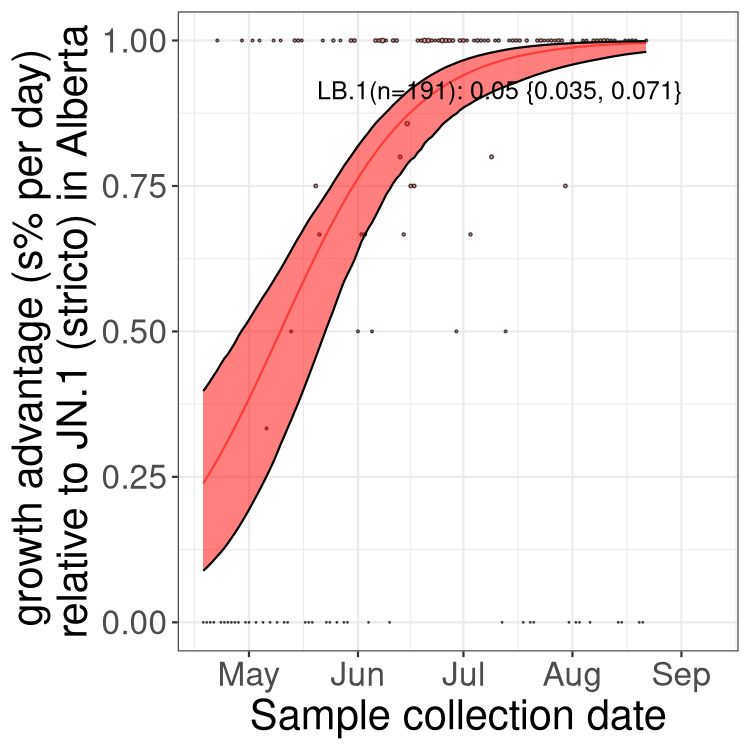 growth advantage (s% per day)
relative to JN.1 (stricto) in Alberta
1.00
0.75
0.50
0.25
0.00
LB.1(n=191): 0.05 {0.035, 0.071}
May Jun Jul Aug Sep
Sample collection date